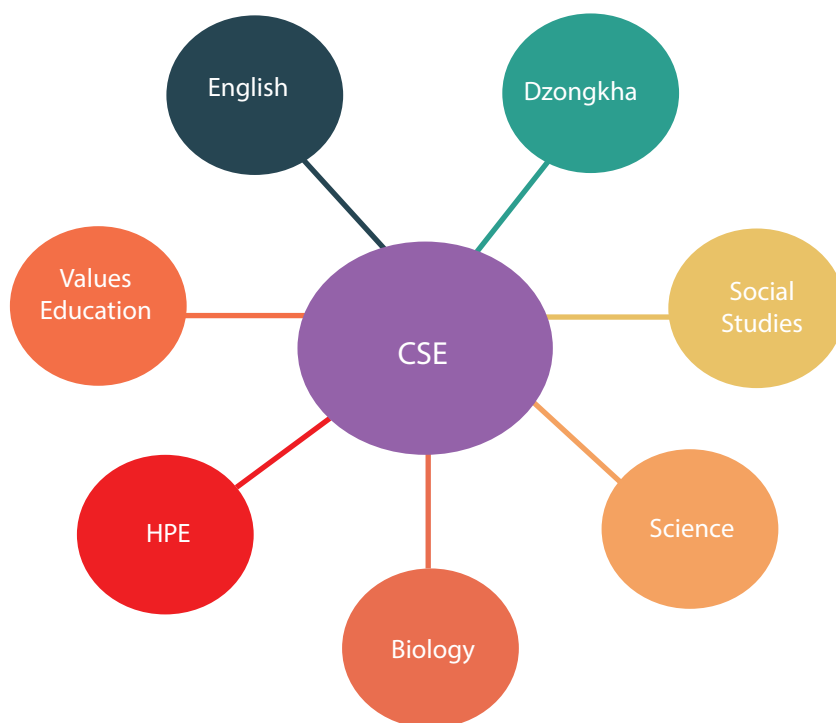 English
Dzongkha
Values
Education
Social
Studies
CSE
HPE
Science
Biology